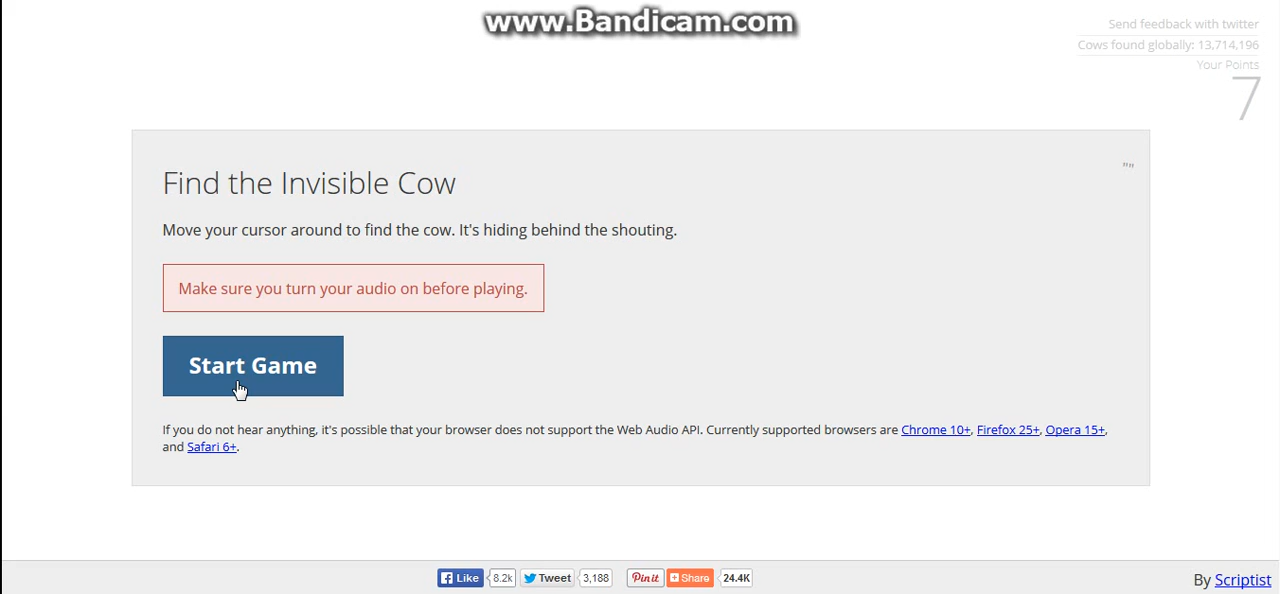 www.Bandicam.com
Send feedback with twitter
Cows found globally: 13,714,196
Your Points
7
""
Find the Invisible Cow
Move your cursor around to find the cow. It's hiding behind the shouting.
Make sure you turn your audio on before playing.
Start Game
If you do not hear anything, it's possible that your browser does not support the Web Audio API. Currently supported browsers are Chrome 10+, Firefox 25+, Opera 15+,
and Safari 6+.
Like 8.2k Tweet 3,188 Pin it Share 24.4K
By Scriptist